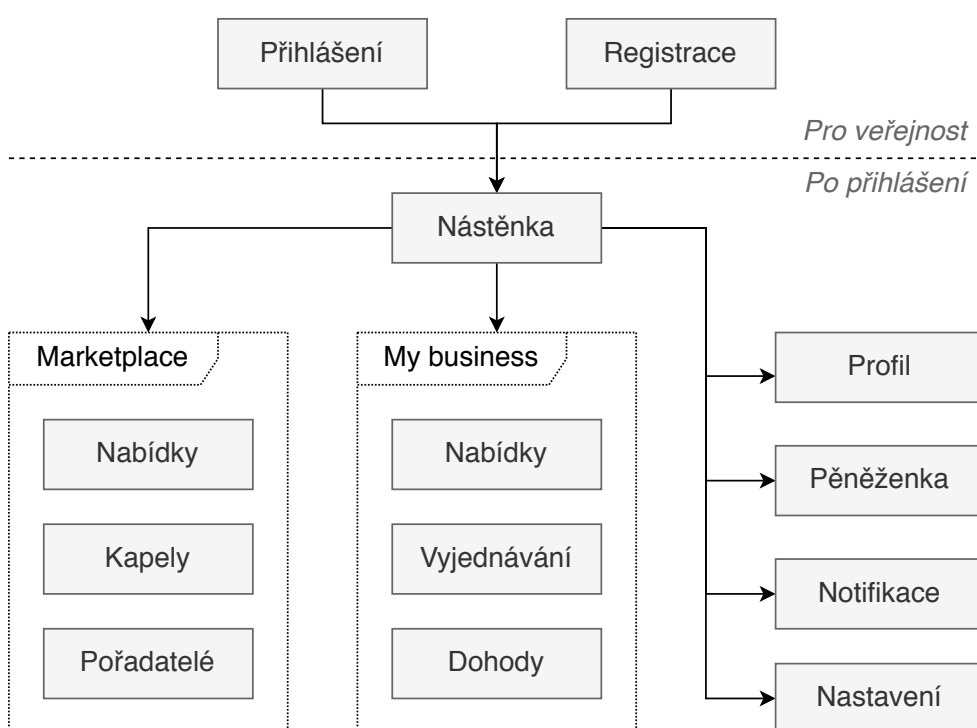 Přihlášení
Registrace
Pro veřejnost
Po přihlášení
Nástěnka
Marketplace
My business
Profil
Nabídky
Nabídky
Pěněženka
Kapely
Vyjednávání
Notifikace
Pořadatelé
Dohody
Nastavení